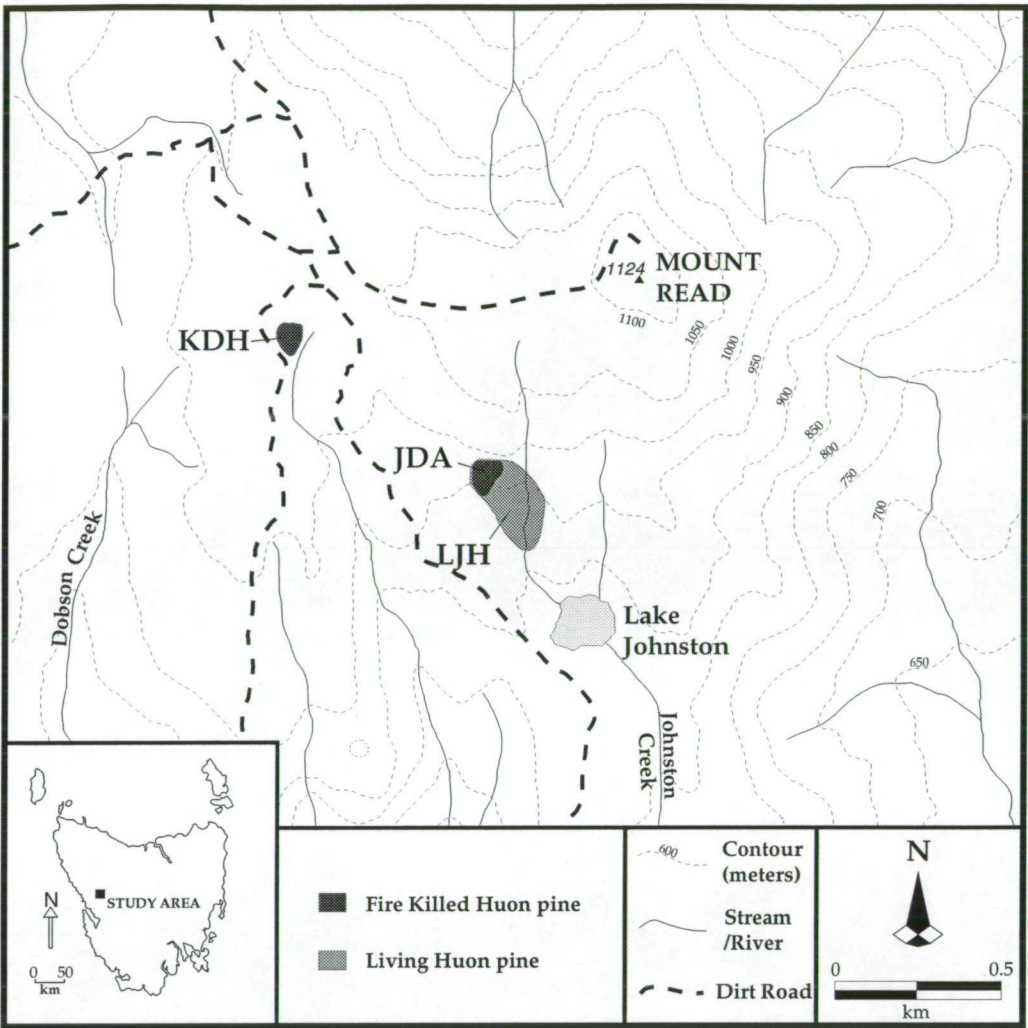 1124
MOUNT
READ
1100
1050
1000
950
900
850
800
750
700
650
KDH
JDA
LJH
Dobson Creek
Lake
Johnston
Johnston
Creek
N
STUDY AREA
0 50
km
Fire Killed Huon pine
Living Huon pine
600
Contour
(meters)
Stream
/River
Dirt Road
N
0 0.5
km